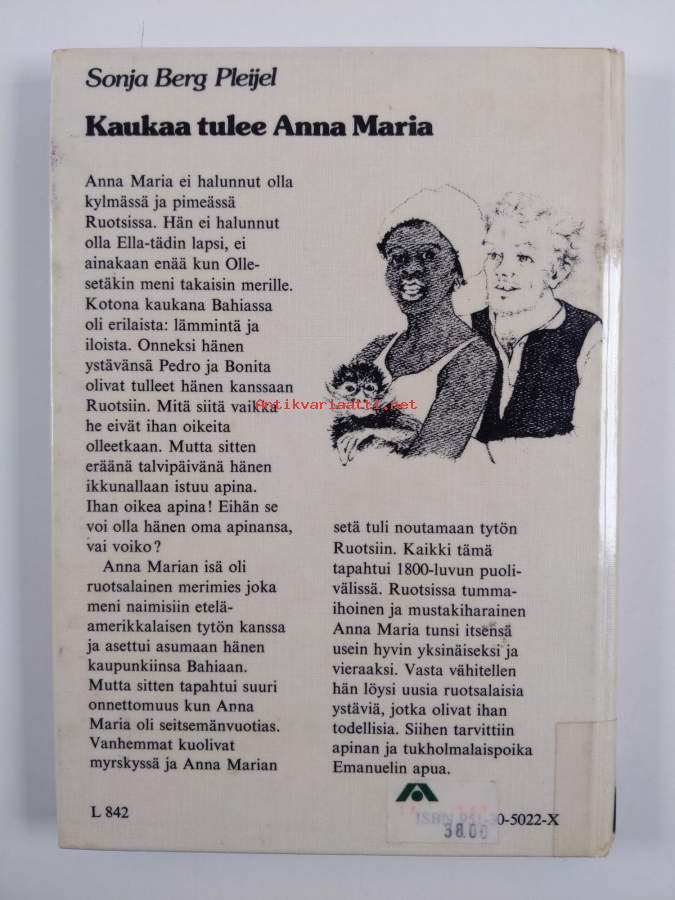 Sonja Berg Pleijel
Kaukaa tulee Anna Maria
Anna Maria ei halunnut olla
kylmässä ja pimeässä
Ruotsissa. Hän ei halunnut
olla Ella-tädin lapsi, ei
ainakaan enää kun Olle-
setäkin meni takaisin merille.
Kotona kaukana Bahiassa
oli erilaista: lämmintä ja
iloista. Onneksi hänen
ystävänsä Pedro ja Bonita
olivat tulleet hänen kanssaan
Ruotsiin. Mitä siitä vaikka
he eivät ihan oikeita
olleetkaan. Mutta sitten
eräänä talvipäivänä hänen
ikkunallaan istuu apina.
Ihan oikea apina! Eihän se
voi olla hänen oma apinansa,
vai voiko?
Anna Marian isä oli
ruotsalainen merimies joka
meni naimisiin etelä-
amerikkalaisen tytön kanssa
ja asettui asumaan hänen
kaupunkiinsa Bahiaan.
Mutta sitten tapahtui suuri
onnettomuus kun Anna
Maria oli seitsemänvuotias.
Vanhemmat kuolivat
myrskyssä ja Anna Marian
setä tuli noutamaan tytön
Ruotsiin. Kaikki tämä
tapahtui 1800-luvun puoli-
välissä. Ruotsissa tumma-
ihoinen ja mustakiharainen
Anna Maria tunsi itsensä
usein hyvin yksinäiseksi ja
vieraaksi. Vasta vähitellen
hän löysi uusia ruotsalaisia
ystäviä, jotka olivat ihan
todellisia. Siihen tarvittiin
apinan ja tukholmalaispoika
Emanuelin apua.
Antikvariaatti.net
L 842
ISBN 951-30-5022-X
38.00